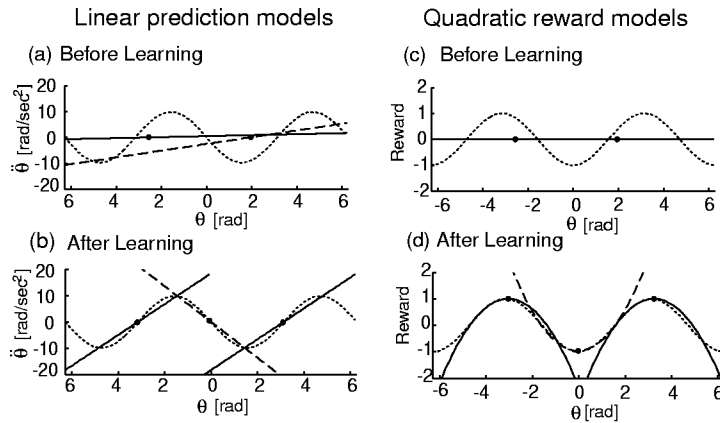 Linear prediction models
Quadratic reward models
(a) Before Learning
20
10
0
-10
20
θ̈ [rad/sec²]
6 4 2 0 2 4 6
θ [rad]
(c) Before Learning
2
1
0
-1
-2
Reward
-6 -4 -2 0 2 4 6
θ [rad]
(b) After Learning
20
10
0
-10
-20
θ̈ [rad/sec²]
6 4 2 0 2 4 6
θ [rad]
(d) After Learning
2
1
0
-1
-2
Reward
-6 -4 -2 0 2 4 6
θ [rad]